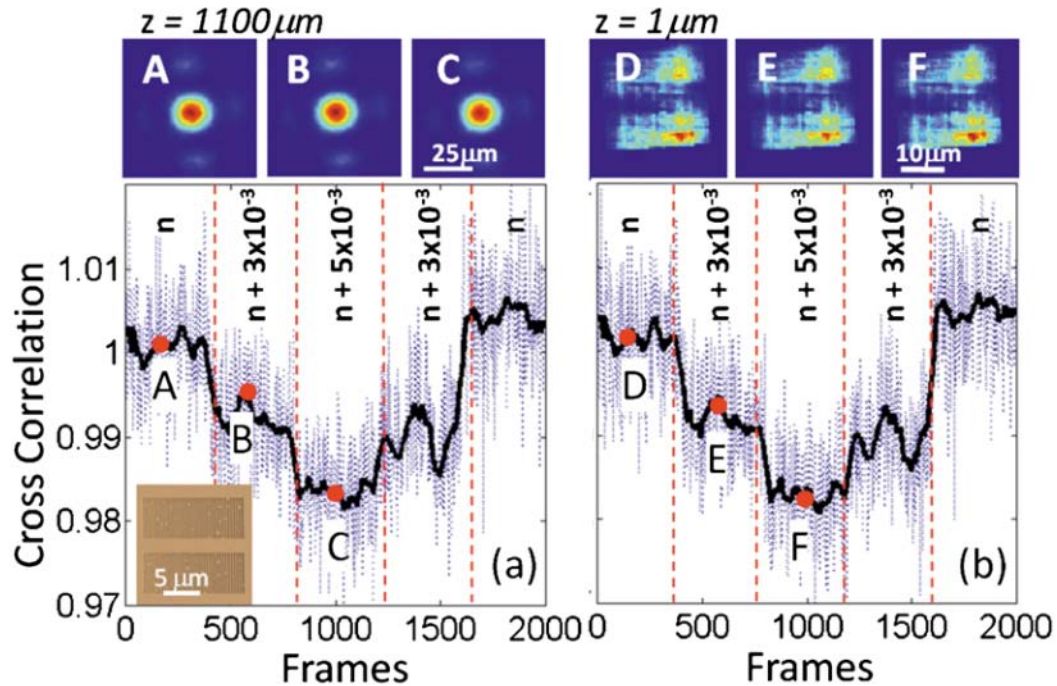 z = 1100μm
z = 1μm
A
B
C
25μm
D
E
F
10μm
Cross Correlation
1.01
1
0.99
0.98
0.97
n
n + 3x10⁻³
n + 5x10⁻³
n + 3x10⁻³
n
A
B
C
5 μm
(a)
0
500
1000
1500
2000
Frames
n
n + 3x10⁻³
n + 5x10⁻³
n + 3x10⁻³
n
D
E
F
(b)
0
500
1000
1500
2000
Frames